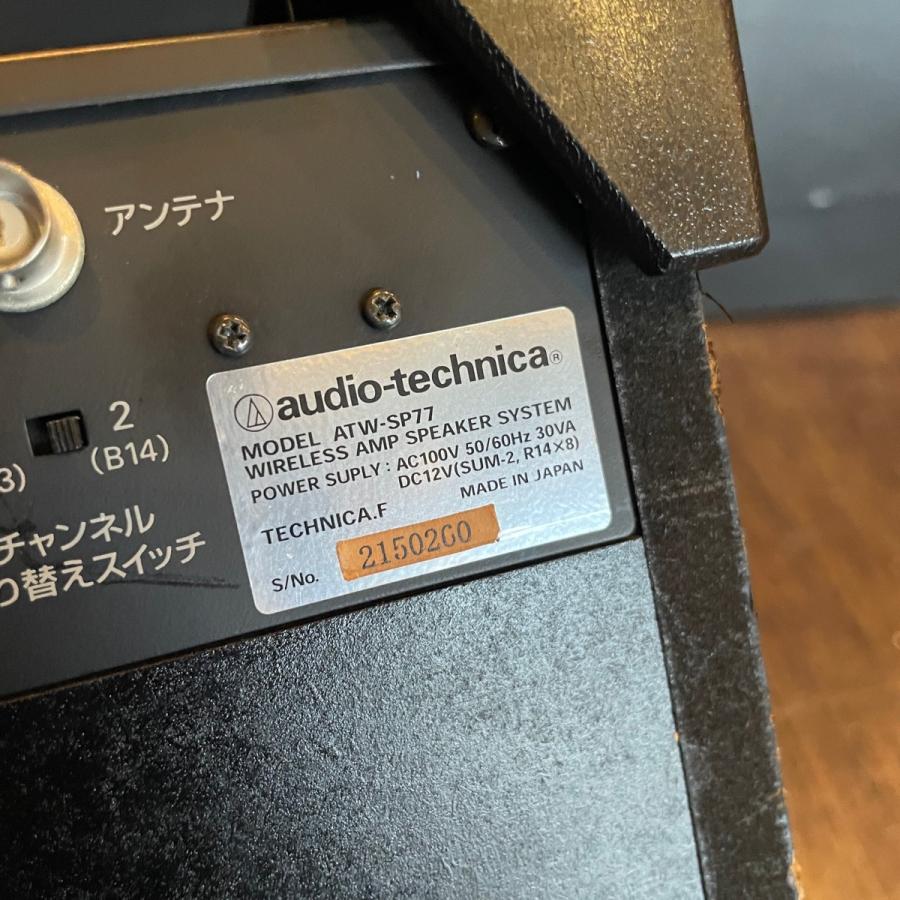 アンテナ
2
(B14)
3)
チャンネル
り替えスイッチ
audio-technica®
MODEL ATW-SP77
WIRELESS AMP SPEAKER SYSTEM
POWER SUPLY : AC100V 50/60Hz 30VA
DC12V(SUM-2, R14×8)
MADE IN JAPAN
TECHNICA.F
S/No. 2150260